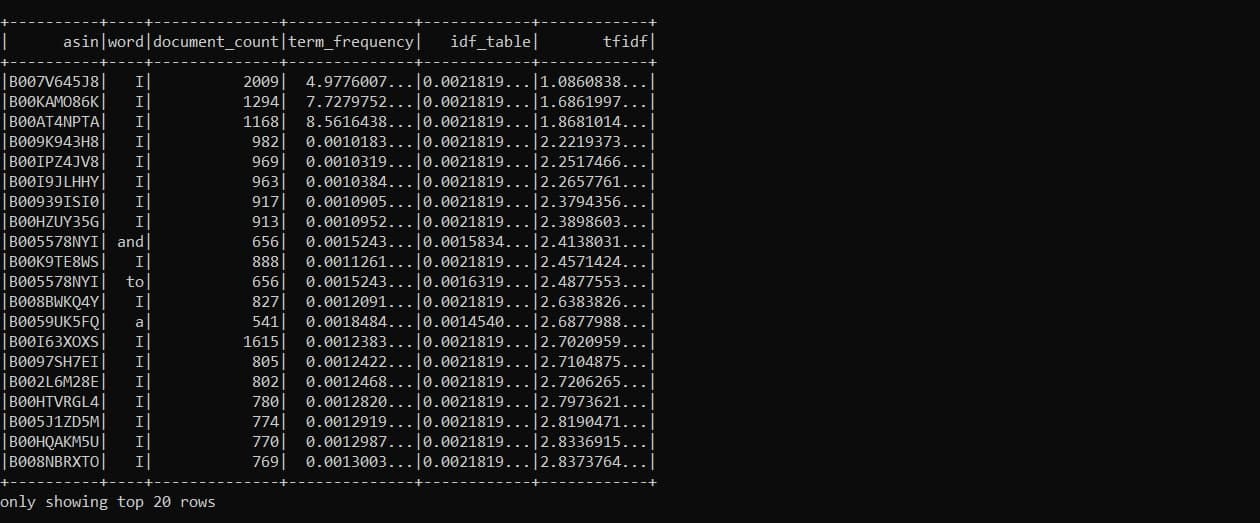 +----------+----+--------------+--------------+------------+------------+
|      asin|word|document_count|term_frequency|   idf_table|       tfidf|
+----------+----+--------------+--------------+------------+------------+
|B007V645J8|   I|          2009|  4.9776007...|0.0021819...|1.0860838...|
|B00KAMO86K|   I|          1294|  7.7279752...|0.0021819...|1.6861997...|
|B00AT4NPTA|   I|          1168|  8.5616438...|0.0021819...|1.8681014...|
|B009K943H8|   I|           982|  0.0010183...|0.0021819...|2.2219373...|
|B00IPZ4JV8|   I|           969|  0.0010319...|0.0021819...|2.2517466...|
|B00I9JLHHY|   I|           963|  0.0010384...|0.0021819...|2.2657761...|
|B00939ISI0|   I|           917|  0.0010905...|0.0021819...|2.3794356...|
|B00HZUY35G|   I|           913|  0.0010952...|0.0021819...|2.3898603...|
|B005578NYI| and|           656|  0.0015243...|0.0015834...|2.4138031...|
|B00K9TE8WS|   I|           888|  0.0011261...|0.0021819...|2.4571424...|
|B005578NYI|  to|           656|  0.0015243...|0.0016319...|2.4877553...|
|B008BWKQ4Y|   I|           827|  0.0012091...|0.0021819...|2.6383826...|
|B0059UK5FQ|   a|           541|  0.0018484...|0.0014540...|2.6877988...|
|B00I63XOXS|   I|          1615|  0.0012383...|0.0021819...|2.7020959...|
|B0097SH7EI|   I|           805|  0.0012422...|0.0021819...|2.7104875...|
|B002L6M28E|   I|           802|  0.0012468...|0.0021819...|2.7206265...|
|B00HTVRGL4|   I|           780|  0.0012820...|0.0021819...|2.7973621...|
|B005J1ZD5M|   I|           774|  0.0012919...|0.0021819...|2.8190471...|
|B00HQAKM5U|   I|           770|  0.0012987...|0.0021819...|2.8336915...|
|B008NBRXTO|   I|           769|  0.0013003...|0.0021819...|2.8373764...|
+----------+----+--------------+--------------+------------+------------+
only showing top 20 rows